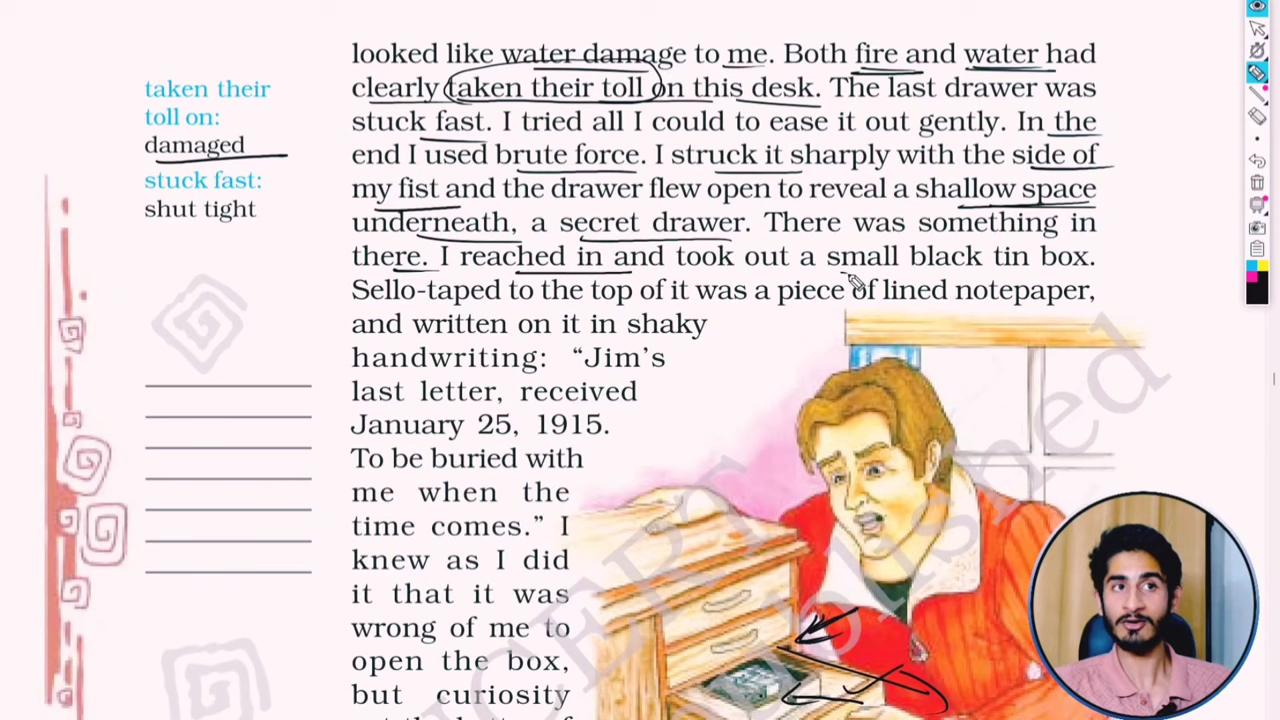 looked like water damage to me. Both fire and water had
clearly taken their toll on this desk. The last drawer was
stuck fast. I tried all I could to ease it out gently. In the
end I used brute force. I struck it sharply with the side of
my fist and the drawer flew open to reveal a shallow space
underneath, a secret drawer. There was something in
there. I reached in and took out a small black tin box.
Sello-taped to the top of it was a piece of lined notepaper,
and written on it in shaky
handwriting: “Jim’s
last letter, received
January 25, 1915.
To be buried with
me when the
time comes.” I
knew as I did
it that it was
wrong of me to
open the box,
but curiosity
taken their
toll on:
damaged
stuck fast:
shut tight
NCERT
published